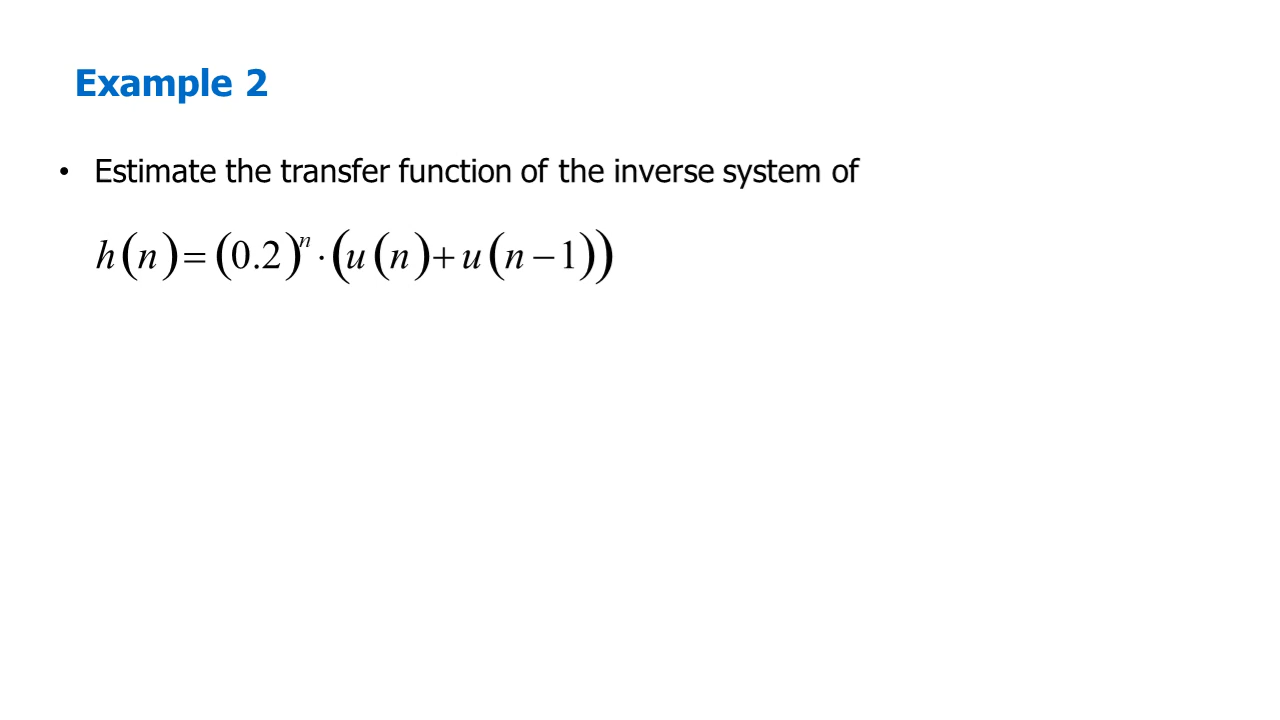 Example 2
• Estimate the transfer function of the inverse system of
h(n) = (0.2)ⁿ · (u(n) + u(n − 1))